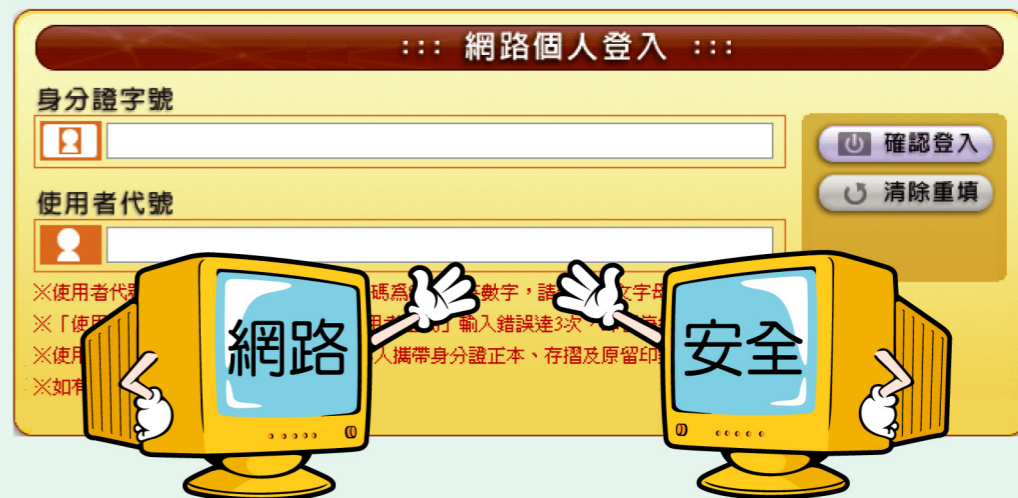 ::: 網路個人登入 :::
身分證字號
確認登入
使用者代號
清除重填
※使用者代 碼為 數字,請 文字母
※「使用 輸入錯誤達3次,
※使用 人攜帶身分證正本、存摺及原留印
※如有
網路
安全